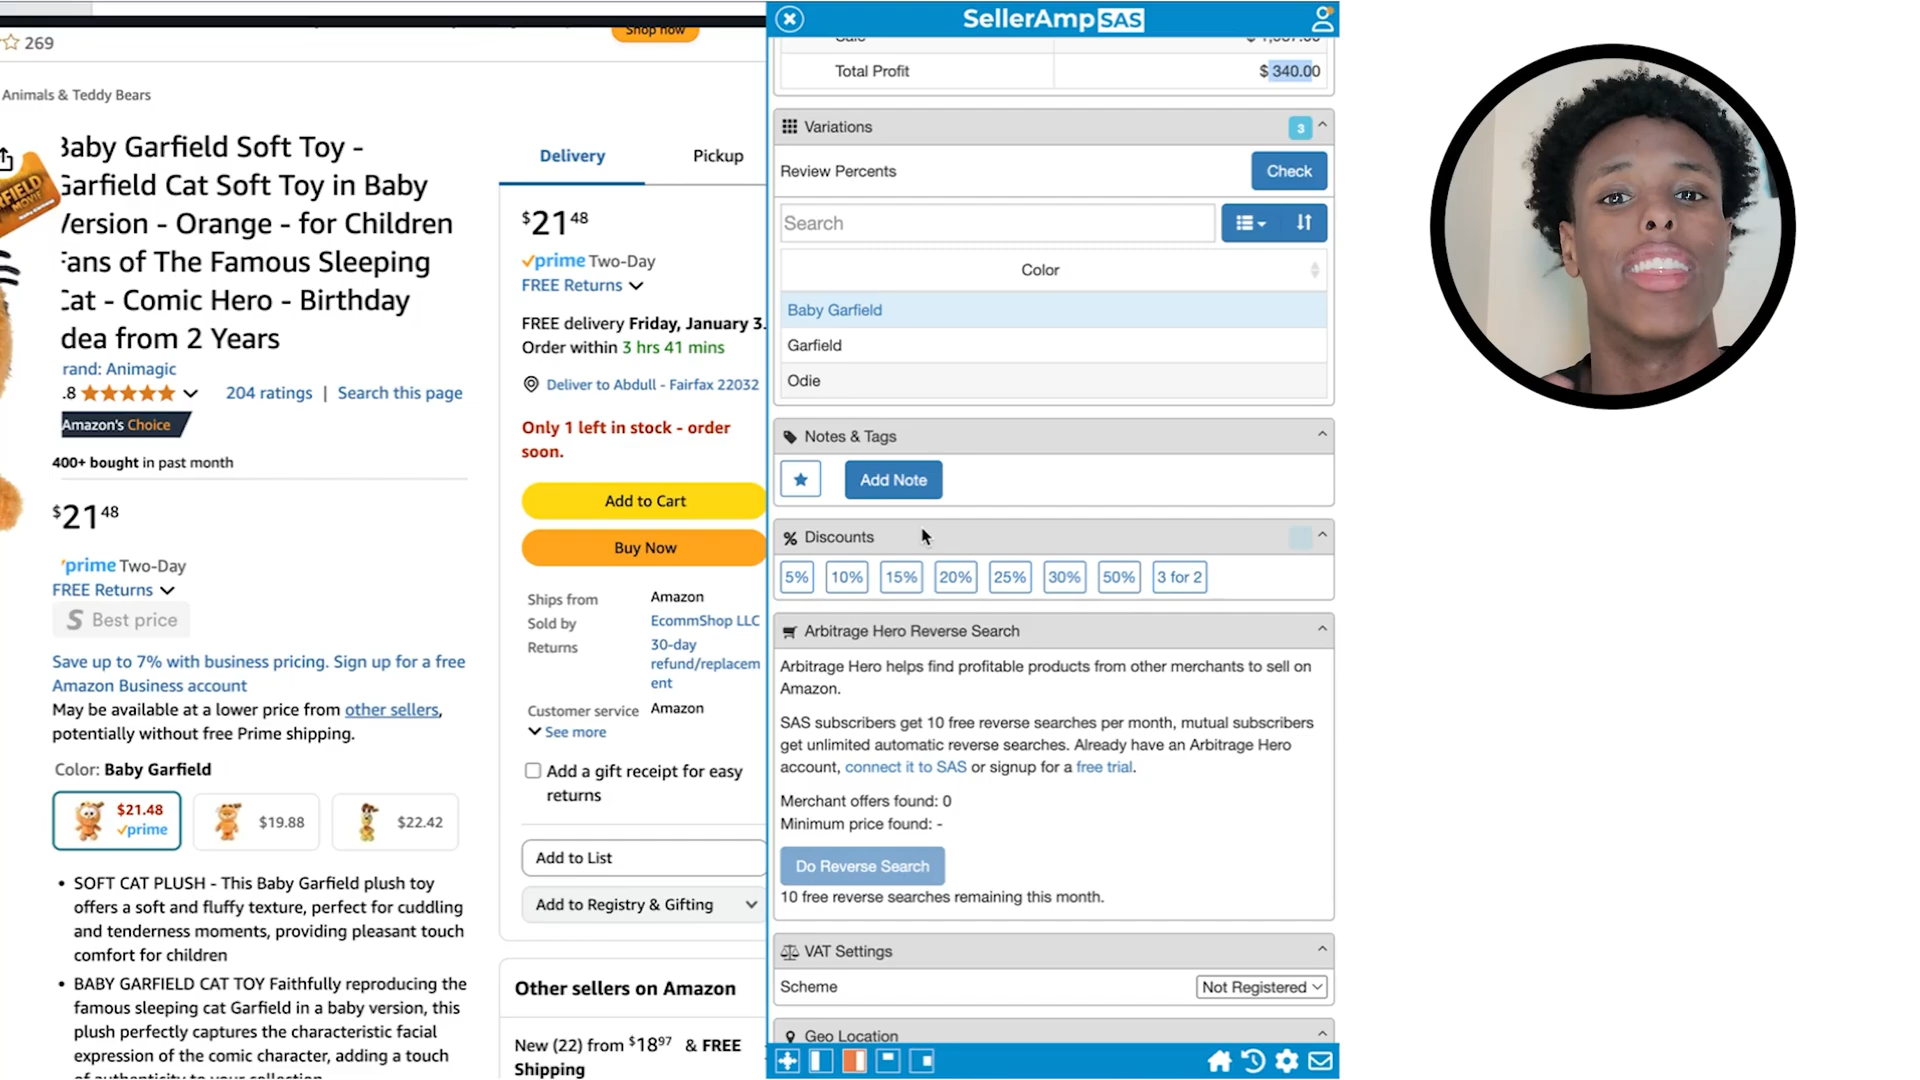 269
Shop now
Animals & Teddy Bears
Baby Garfield Soft Toy -
Garfield Cat Soft Toy in Baby
Version - Orange - for Children
Fans of The Famous Sleeping
Cat - Comic Hero - Birthday
dea from 2 Years
rand: Animagic
.8
204 ratings | Search this page
Amazon's Choice
400+ bought in past month
$21 48
prime Two-Day
FREE Returns
S Best price
Save up to 7% with business pricing. Sign up for a free
Amazon Business account
May be available at a lower price from other sellers,
potentially without free Prime shipping.
Color: Baby Garfield
$21.48
prime
$19.88
$22.42
• SOFT CAT PLUSH - This Baby Garfield plush toy
offers a soft and fluffy texture, perfect for cuddling
and tenderness moments, providing pleasant touch
comfort for children
• BABY GARFIELD CAT TOY Faithfully reproducing the
famous sleeping cat Garfield in a baby version, this
plush perfectly captures the characteristic facial
expression of the comic character, adding a touch
of authenticity to your collection
Delivery
Pickup
$21 48
prime Two-Day
FREE Returns
FREE delivery Friday, January 3.
Order within 3 hrs 41 mins
Deliver to Abdull - Fairfax 22032
Only 1 left in stock - order
soon.
Add to Cart
Buy Now
Ships from Amazon
Sold by EcommShop LLC
Returns 30-day
refund/replacem
ent
Customer service Amazon
See more
Add a gift receipt for easy
returns
Add to List
Add to Registry & Gifting
Other sellers on Amazon
New (22) from $18 97 & FREE
Shipping
SellerAmp SAS
Sale
Total Profit $ 340.00
Variations 3
Review Percents Check
Search
Color
Baby Garfield
Garfield
Odie
Notes & Tags
Add Note
% Discounts
5% 10% 15% 20% 25% 30% 50% 3 for 2
Arbitrage Hero Reverse Search
Arbitrage Hero helps find profitable products from other merchants to sell on
Amazon.
SAS subscribers get 10 free reverse searches per month, mutual subscribers
get unlimited automatic reverse searches. Already have an Arbitrage Hero
account, connect it to SAS or signup for a free trial.
Merchant offers found: 0
Minimum price found: -
Do Reverse Search
10 free reverse searches remaining this month.
VAT Settings
Scheme Not Registered
Geo Location